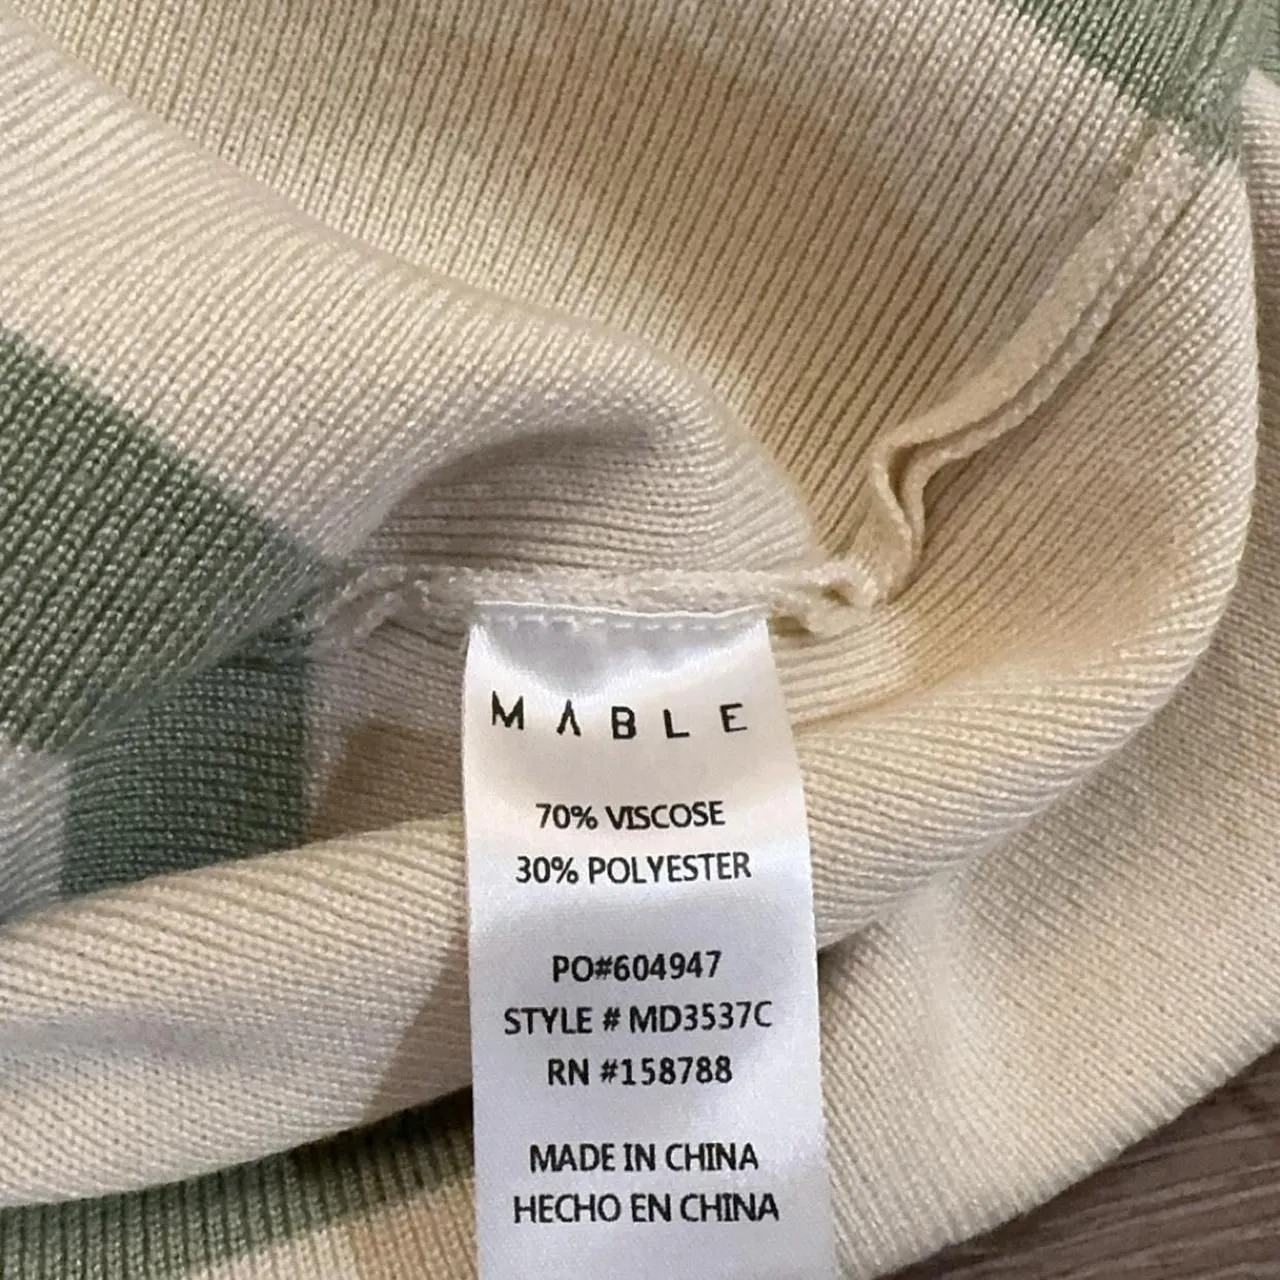 MABLE
70% VISCOSE
30% POLYESTER
PO#604947
STYLE # MD3537C
RN #158788
MADE IN CHINA
HECHO EN CHINA